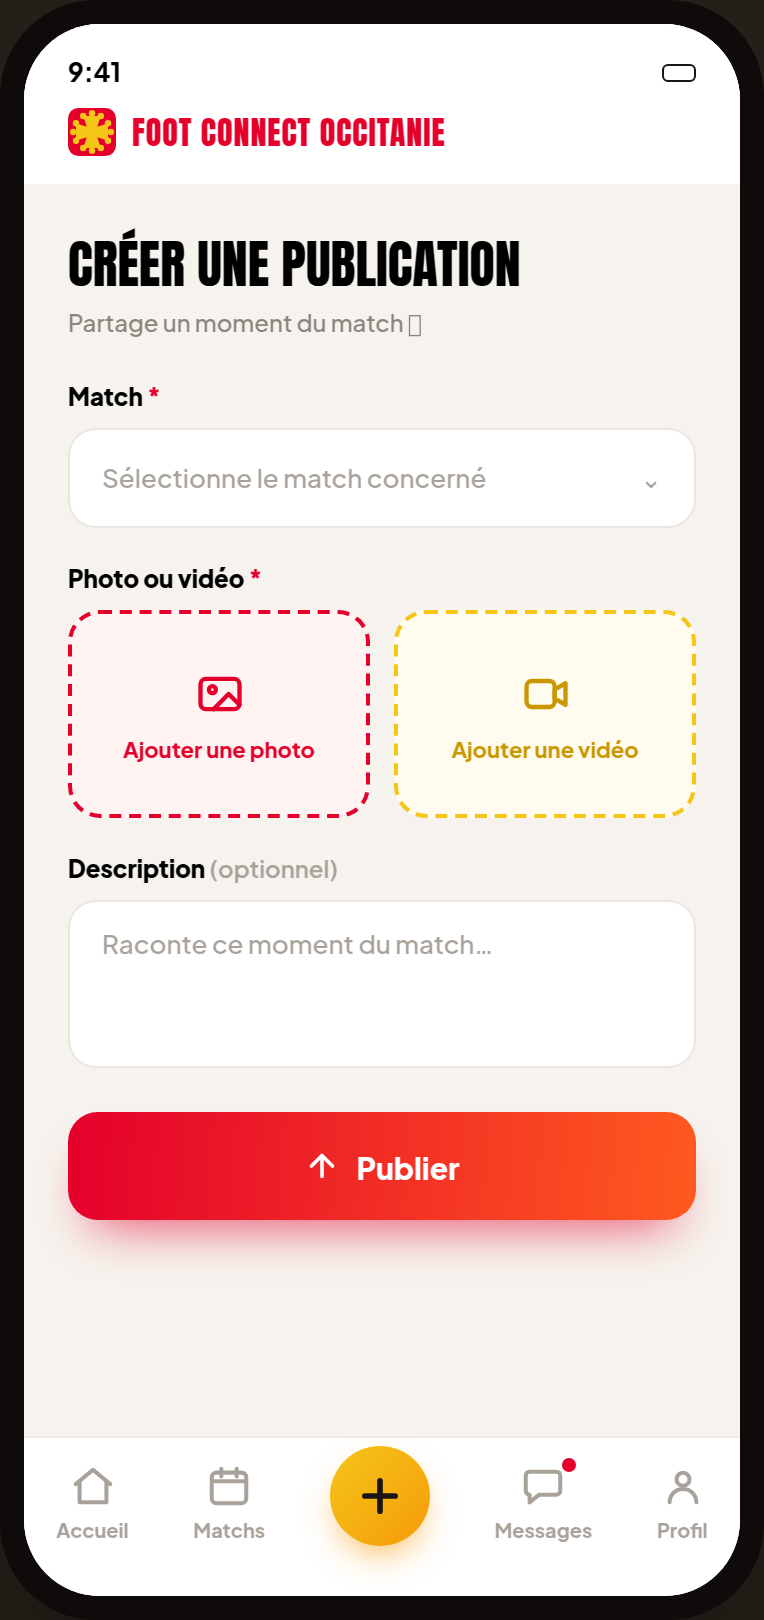 9:41
FOOT CONNECT OCCITANIE
CRÉER UNE PUBLICATION
Partage un moment du match
Match *
Sélectionne le match concerné
Photo ou vidéo *
Ajouter une photo
Ajouter une vidéo
Description (optionnel)
Raconte ce moment du match…
Publier
Accueil
Matchs
Messages
Profil